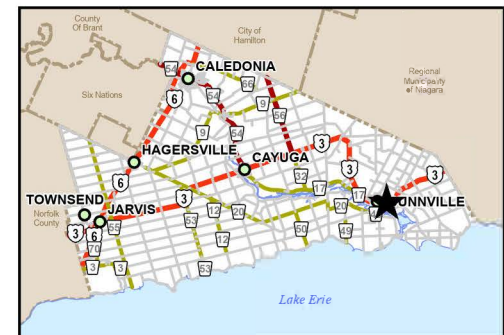 County
Of Brant
City of
Hamilton
CALEDONIA
54
6
54
66
Regional
Municipality
of Niagara
Six Nations
9
56
9
54
3
HAGERSVILLE
CAYUGA
3
3
6
32
17
17
TOWNSEND
3
20
UNNVILLE
Norfolk
County
JARVIS
12
20
4
3
6
55
53
70
12
50
49
3
3
53
Lake Erie